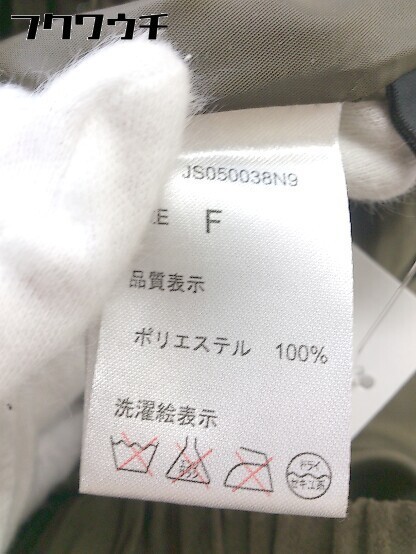 フクワウチ
JS050038N9
F
品質表示
ポリエステル 100%
洗濯絵表示
ドライ
セキユ系